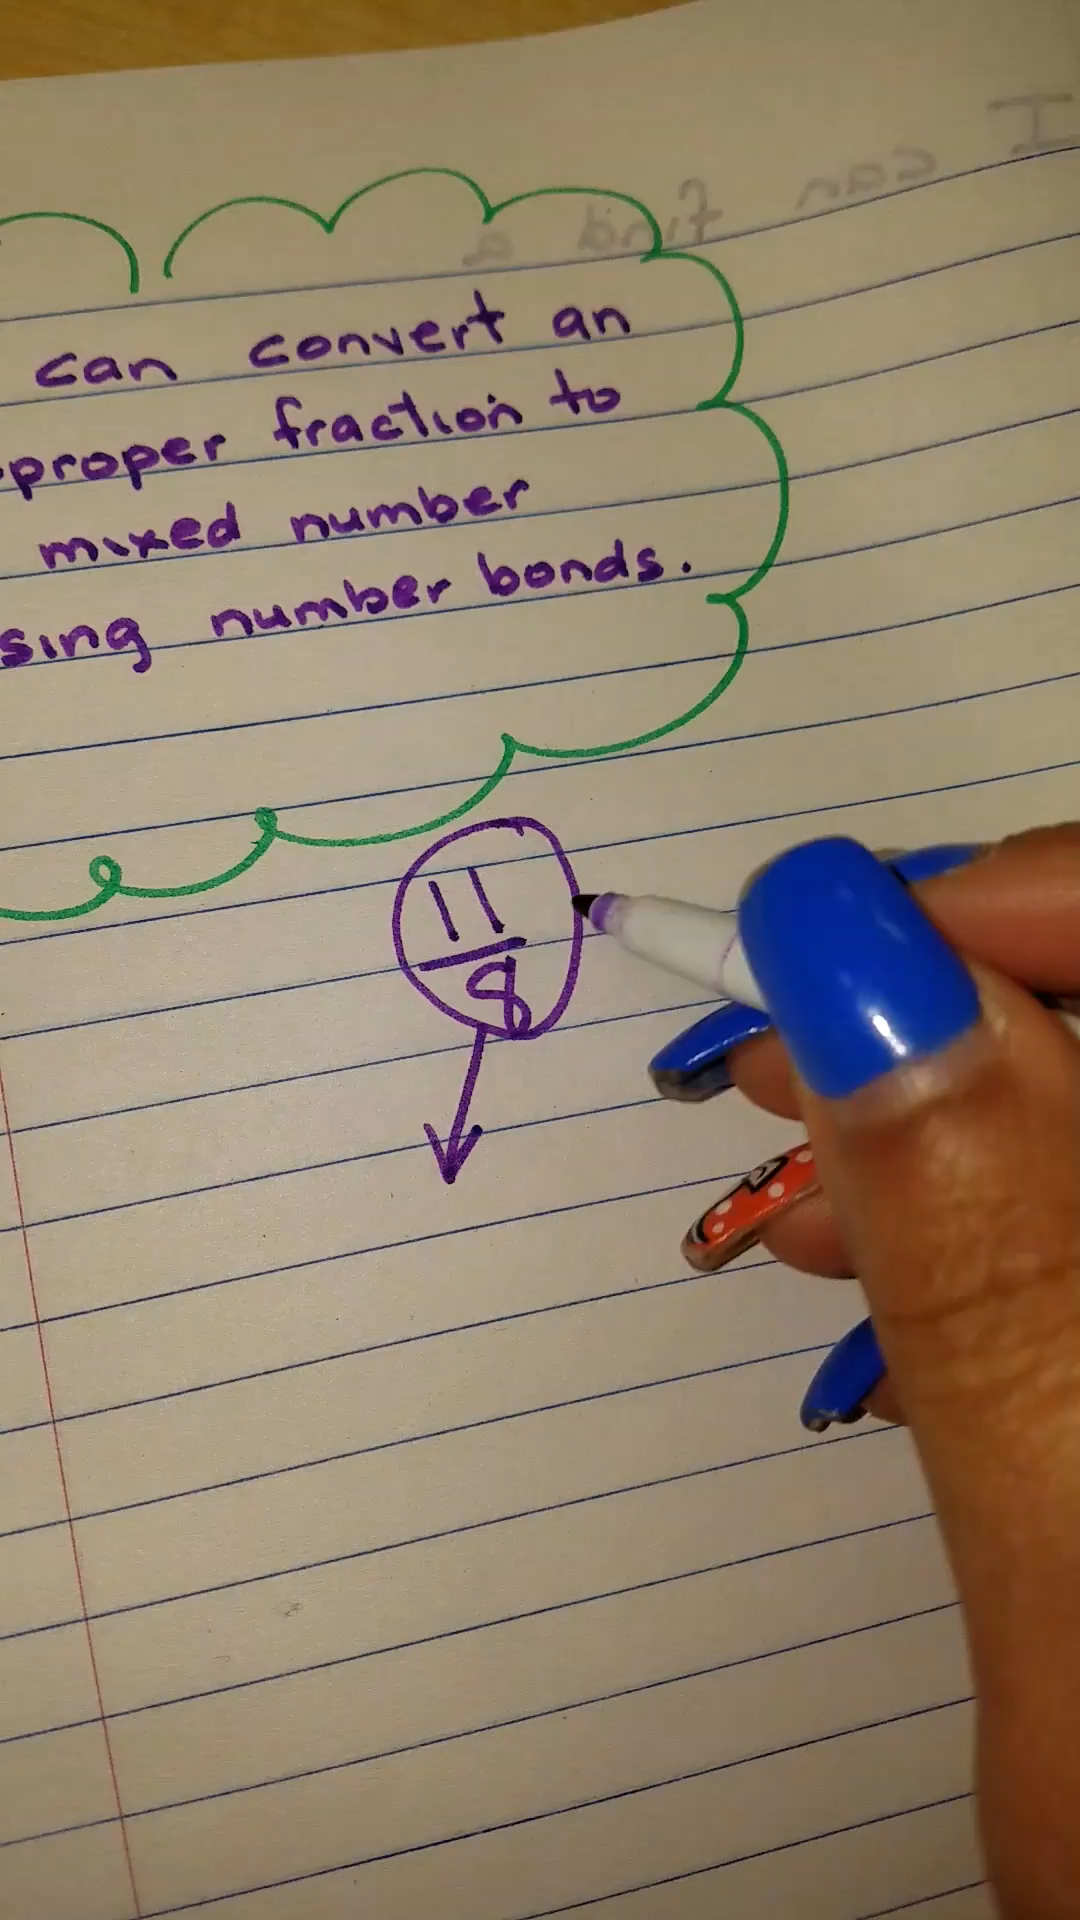 can convert an
proper fraction to
mixed number
sing number bonds.
11
8